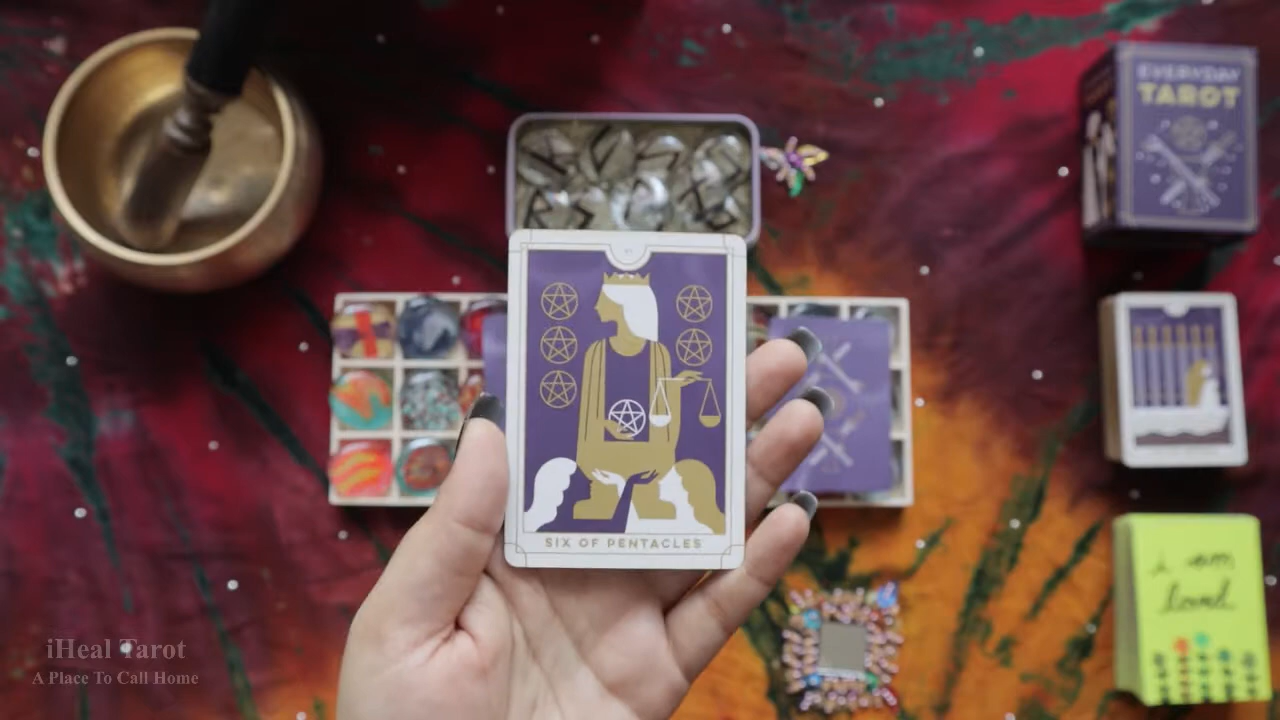 EVERYDAY
TAROT
SIX OF PENTACLES
i am
loved
iHeal Tarot
A Place To Call Home